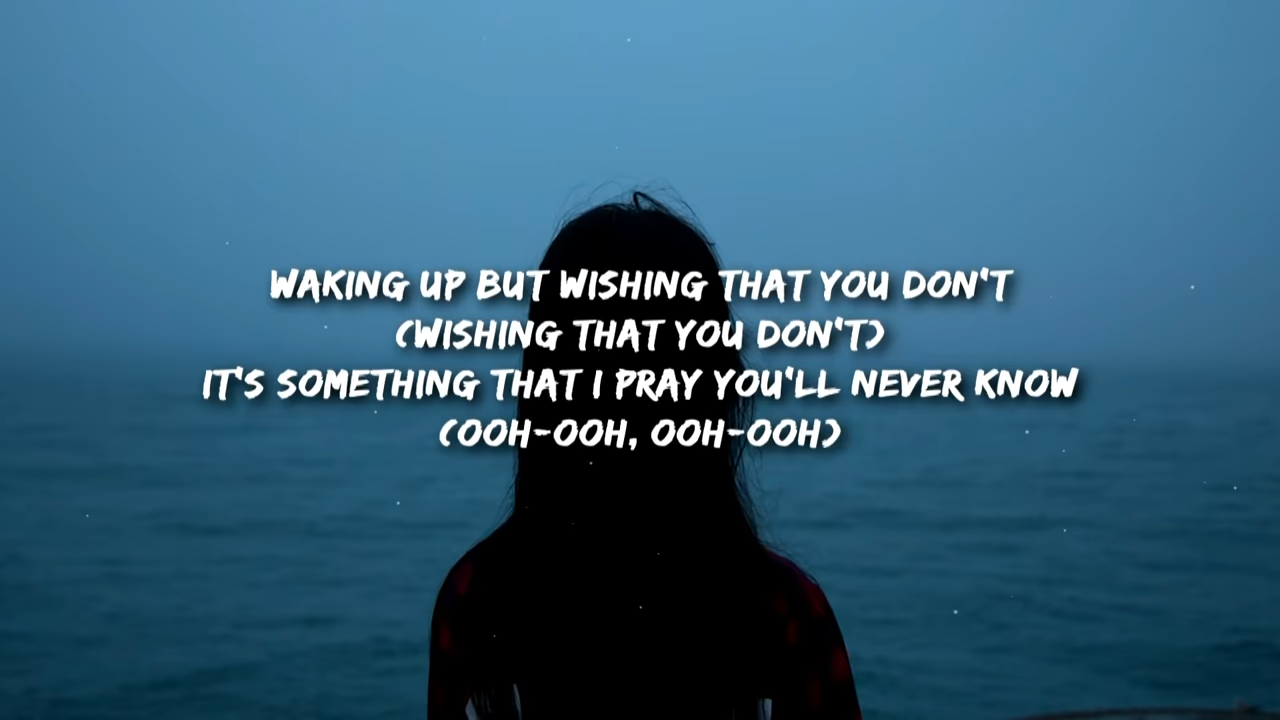 WAKING UP BUT WISHING THAT YOU DON'T
(WISHING THAT YOU DON'T)
IT'S SOMETHING THAT I PRAY YOU'LL NEVER KNOW
(OOH-OOH, OOH-OOH)